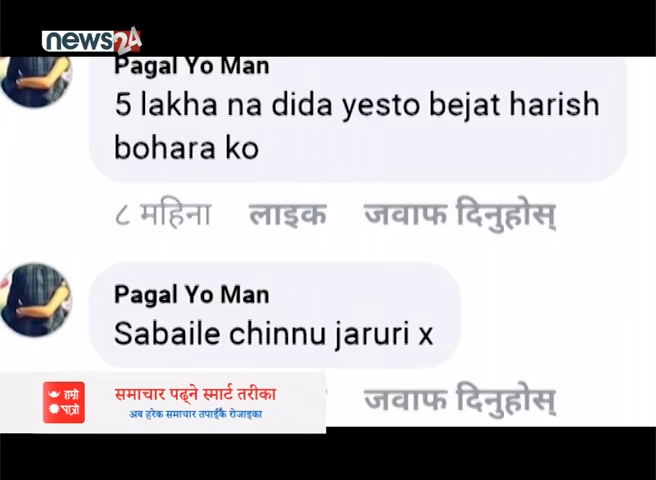 news24
Pagal Yo Man
5 lakha na dida yesto bejat harish
bohara ko
८ महिना लाइक जवाफ दिनुहोस्
Pagal Yo Man
Sabaile chinnu jaruri x
हाम्रो
पात्रो
समाचार पढ्ने स्मार्ट तरीका
अब हरेक समाचार तपाईंकै रोजाइका
जवाफ दिनुहोस्